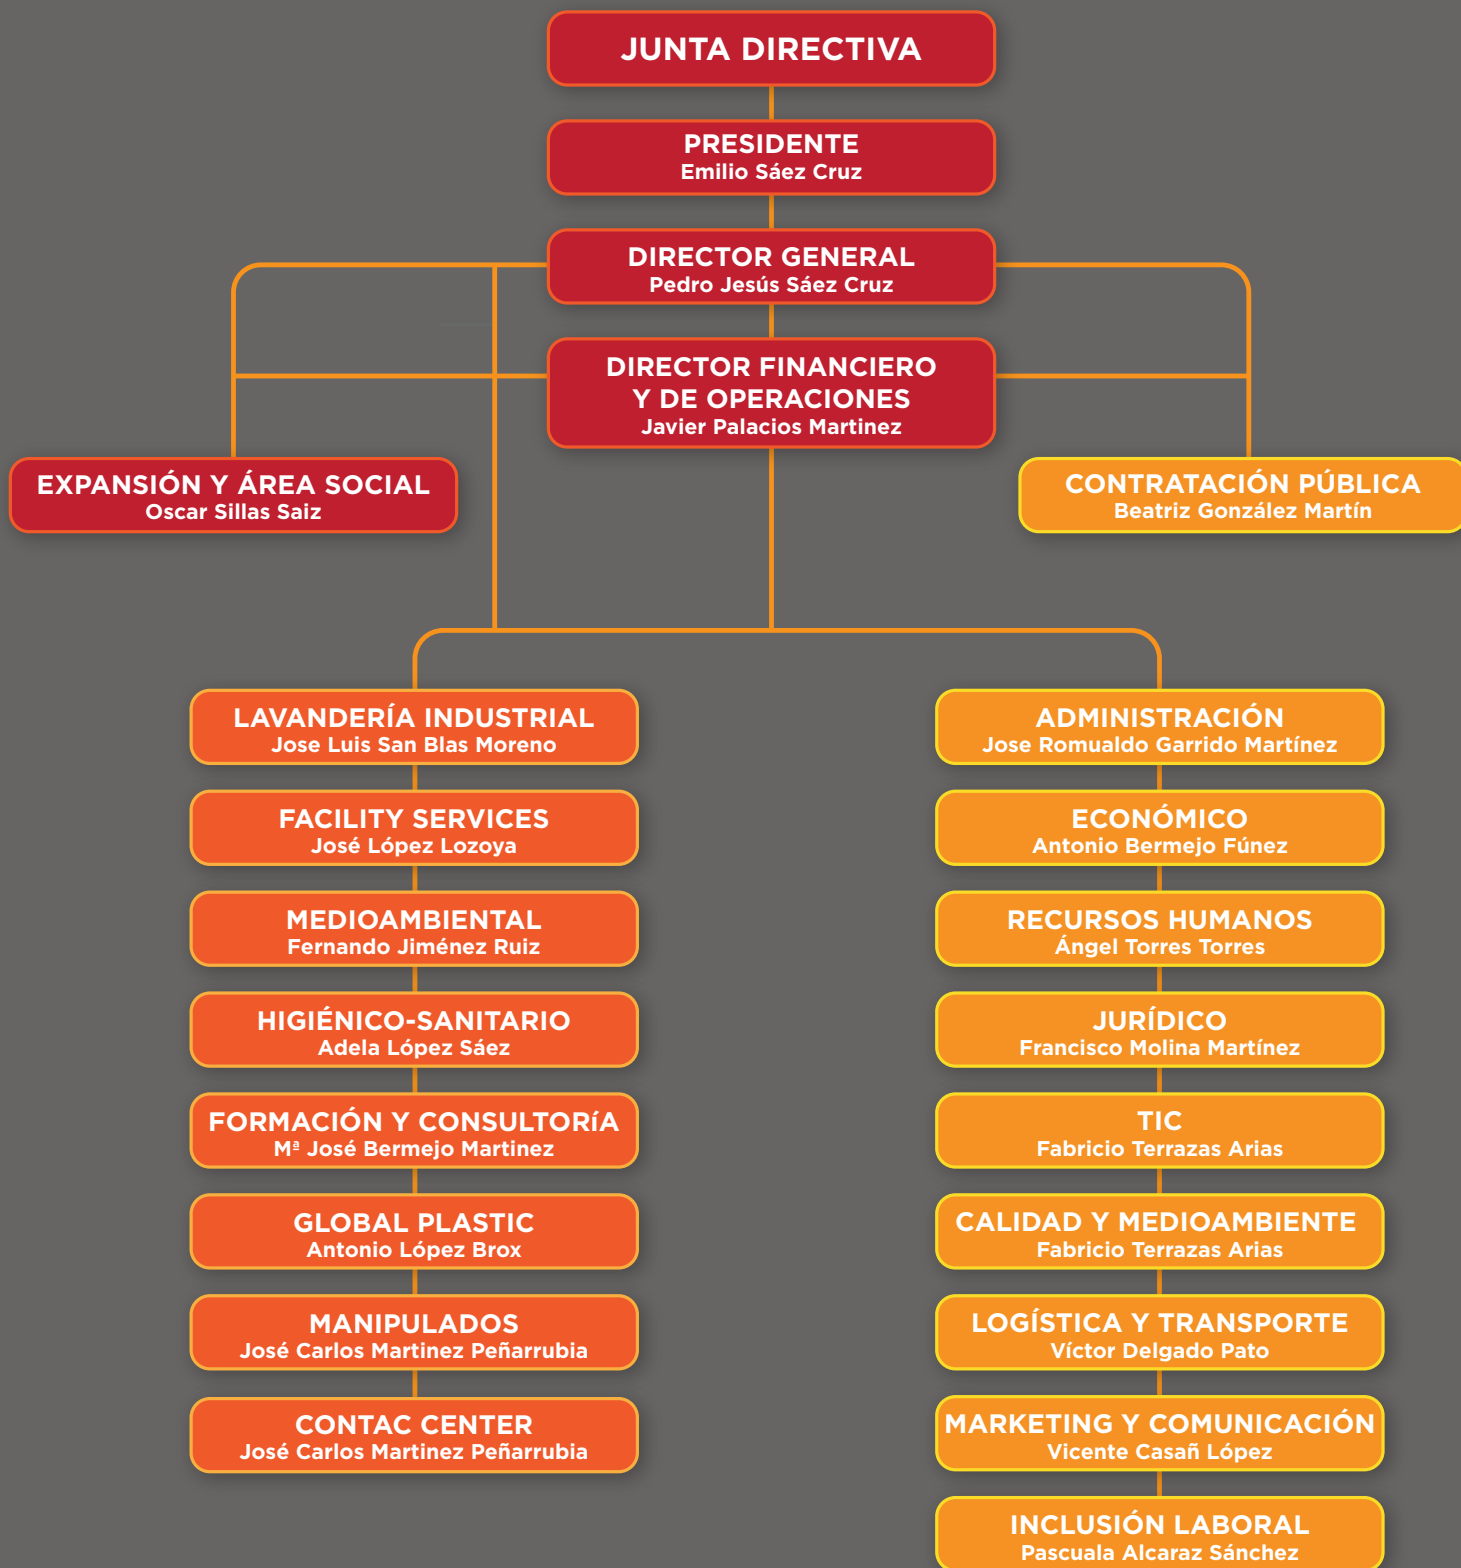 JUNTA DIRECTIVA
PRESIDENTE
Emilio Sáez Cruz
DIRECTOR GENERAL
Pedro Jesús Sáez Cruz
DIRECTOR FINANCIERO
Y DE OPERACIONES
Javier Palacios Martinez
EXPANSIÓN Y ÁREA SOCIAL
Oscar Sillas Saiz
CONTRATACIÓN PÚBLICA
Beatriz González Martín
LAVANDERÍA INDUSTRIAL
Jose Luis San Blas Moreno
FACILITY SERVICES
José López Lozoya
MEDIOAMBIENTAL
Fernando Jiménez Ruiz
HIGIÉNICO-SANITARIO
Adela López Sáez
FORMACIÓN Y CONSULTORíA
Mª José Bermejo Martinez
GLOBAL PLASTIC
Antonio López Brox
MANIPULADOS
José Carlos Martinez Peñarrubia
CONTAC CENTER
José Carlos Martinez Peñarrubia
ADMINISTRACIÓN
Jose Romualdo Garrido Martínez
ECONÓMICO
Antonio Bermejo Fúnez
RECURSOS HUMANOS
Ángel Torres Torres
JURÍDICO
Francisco Molina Martínez
TIC
Fabricio Terrazas Arias
CALIDAD Y MEDIOAMBIENTE
Fabricio Terrazas Arias
LOGÍSTICA Y TRANSPORTE
Víctor Delgado Pato
MARKETING Y COMUNICACIÓN
Vicente Casañ López
INCLUSIÓN LABORAL
Pascuala Alcaraz Sánchez